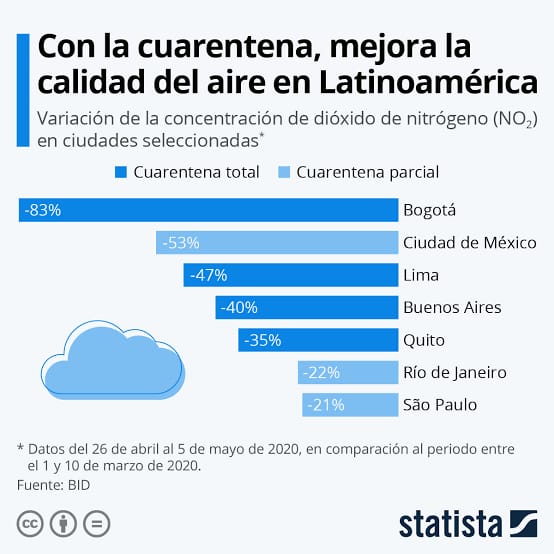 Con la cuarentena, mejora la
calidad del aire en Latinoamérica
Variación de la concentración de dióxido de nitrógeno (NO₂)
en ciudades seleccionadas*
Cuarentena total Cuarentena parcial
-83% Bogotá
-53% Ciudad de México
-47% Lima
-40% Buenos Aires
-35% Quito
-22% Río de Janeiro
-21% São Paulo
* Datos del 26 de abril al 5 de mayo de 2020, en comparación al periodo entre
el 1 y 10 de marzo de 2020.
Fuente: BID
cc
statista